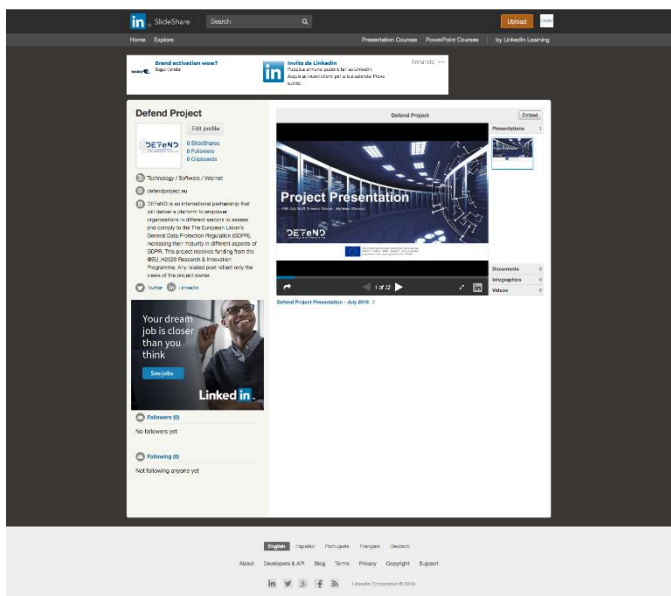 in SlideShare Search Upload
Home Explore Presentation Courses PowerPoint Courses by LinkedIn Learning
Brand activation wow?
Invito da LinkedIn
Defend Project
Edit profile
DEFeND
0 SlideShares
0 Followers
0 Clipboards
Technology / Software / Internet
defendproject.eu
DEFeND is an international partnership that
will deliver a platform to empower
organisations in different sectors to assess
and comply to the The European Union's
General Data Protection Regulation (GDPR),
increasing their maturity in different aspects of
GDPR. This project receives funding from the
@EU_H2020 Research & Innovation
Programme. Any related post reflect only the
views of the project owner.
Twitter LinkedIn
Your dream
job is closer
than you
think
See jobs
Linked in
Followers (0)
No followers yet
Following (0)
Not following anyone yet
Defend Project Embed
Project Presentation
DEFeND
1 of 12
Defend Project Presentation - July 2018
Presentations 1
Documents 0
Infographics 0
Videos 0
English Español Português Français Deutsch
About Developers & API Blog Terms Privacy Copyright Support
LinkedIn Corporation © 2018